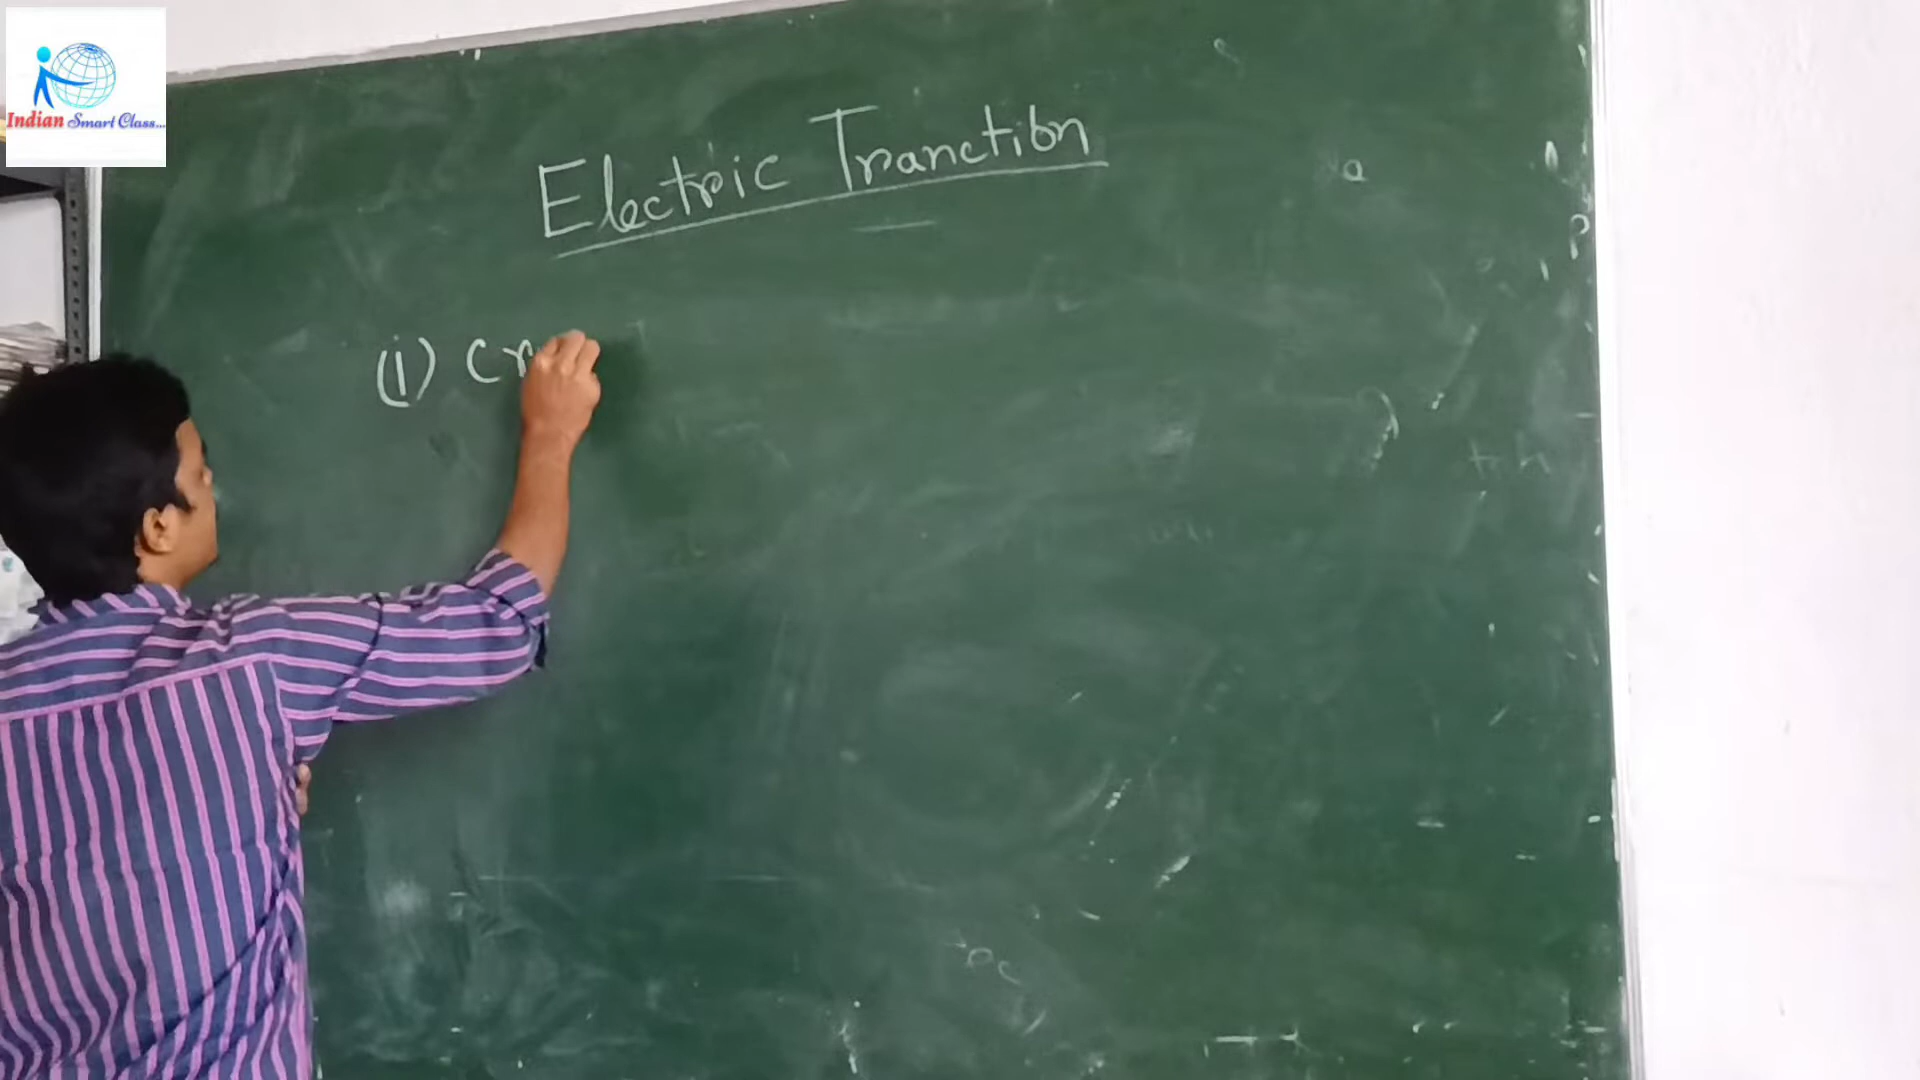 Indian Smart Class...
Electric Tranction
(i) Cr